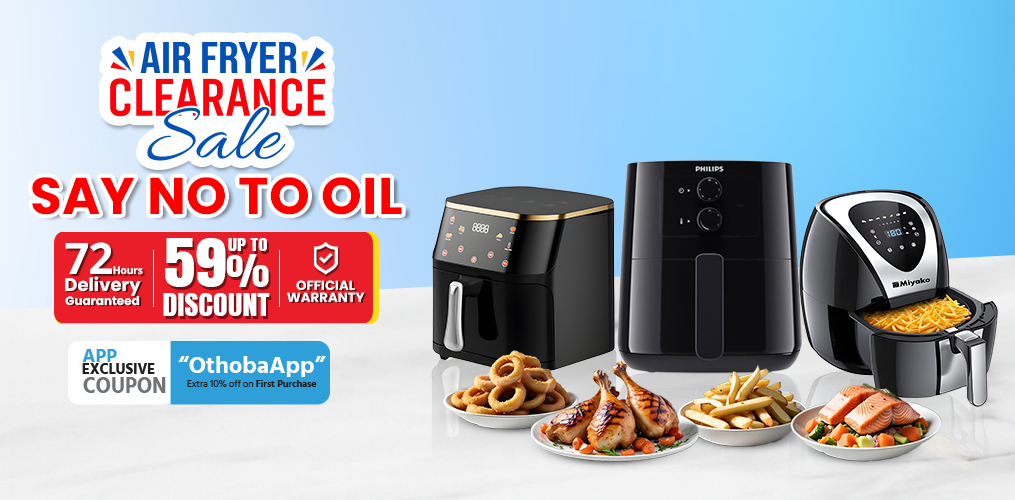 AIR FRYER
CLEARANCE
Sale
SAY NO TO OIL
72 Hours
Delivery
Guaranteed
UP TO
59%
DISCOUNT
OFFICIAL
WARRANTY
APP
EXCLUSIVE
COUPON
“OthobaApp”
Extra 10% off on First Purchase
PHILIPS
180
Miyako